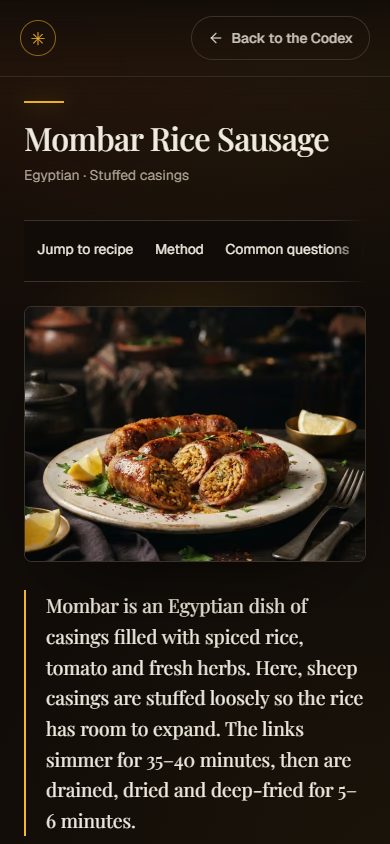 ← Back to the Codex
Mombar Rice Sausage
Egyptian · Stuffed casings
Jump to recipe Method Common questions
Mombar is an Egyptian dish of
casings filled with spiced rice,
tomato and fresh herbs. Here, sheep
casings are stuffed loosely so the rice
has room to expand. The links
simmer for 35–40 minutes, then are
drained, dried and deep-fried for 5–
6 minutes.